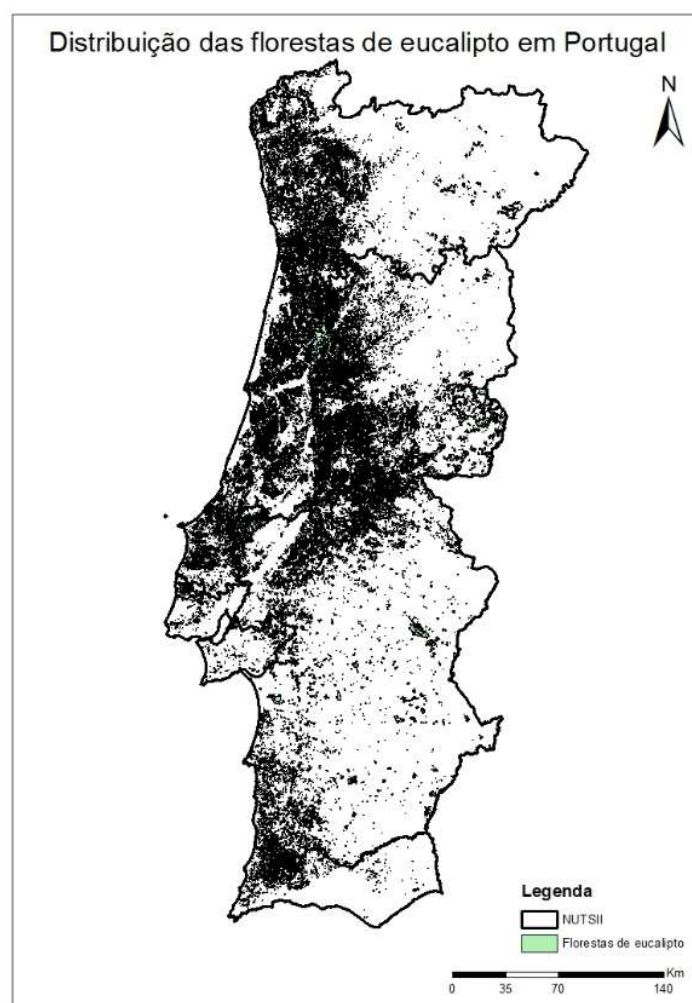 Distribuição das florestas de eucalipto em Portugal
N
Legenda
NUTSII
Florestas de eucalipto
Km
0 35 70 140